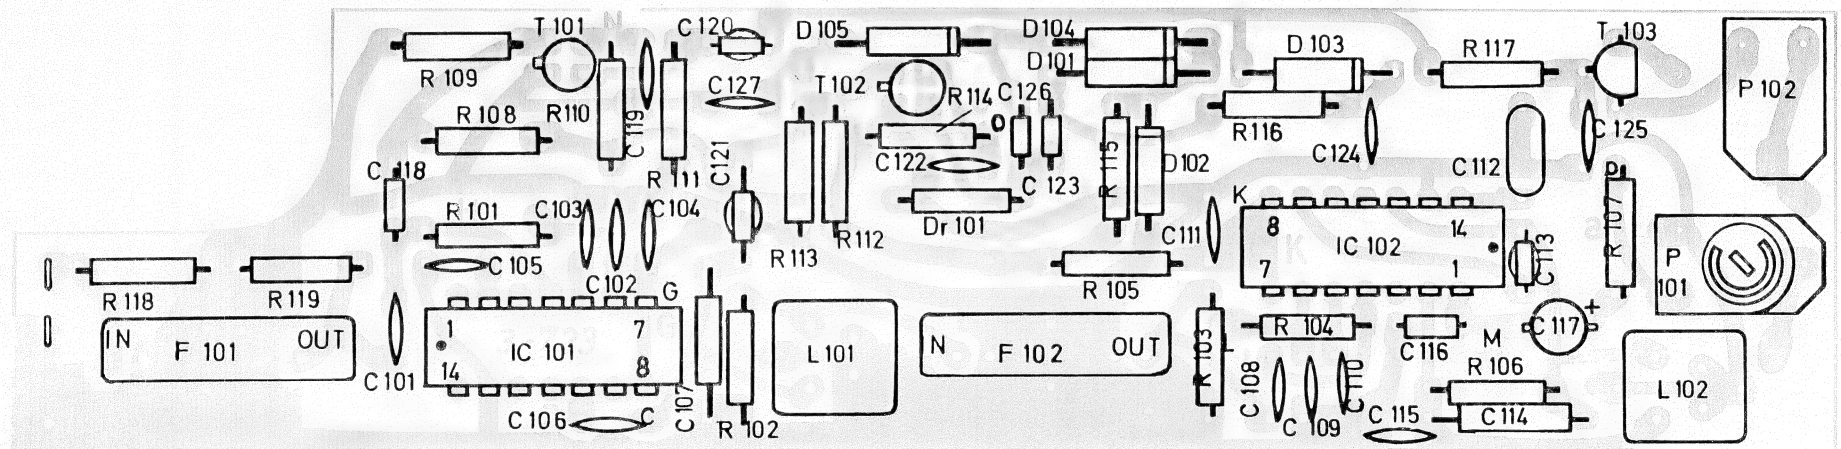 T 101
C 120
D 105
D 104
D 101
D 103
R 117
T 103
R 109
C 127
T 102
R 114
C 126
P 102
R 108
R 110
C 119
O
R 116
R 115
C 125
C 118
R 111
C 121
C 122
C 123
D 102
C 124
C 112
P
R 101
C 103
C 104
Dr 101
K
R 107
R 112
C 111
8
14
IC 102
7
1
C 113
C 105
C 102
R 113
R 118
R 119
G
R 105
P
101
IN
F 101
OUT
1
7
IC 101
14
8
L 101
N
F 102
OUT
R 103
R 104
C 116
M
C 117
+
C 101
C 107
C 108
C 110
R 106
L 102
C 106
C
R 102
C 109
C 115
C 114